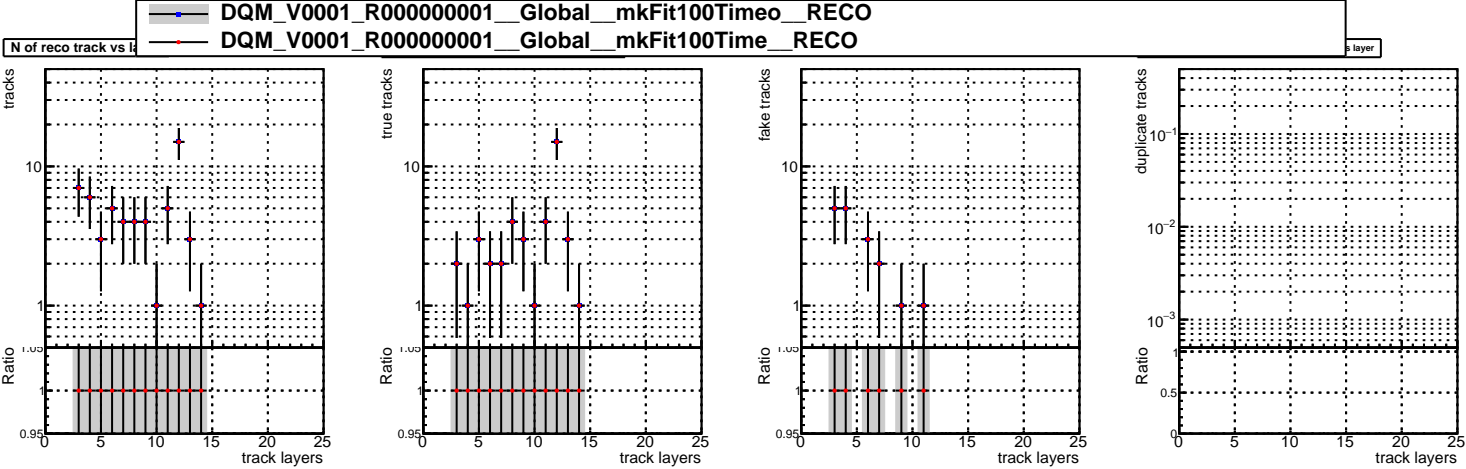 DQM_V0001_R000000001__Global__mkFit100Timeo__RECO
DQM_V0001_R000000001__Global__mkFit100Time__RECO
N of reco track vs la
s layer
tracks
10
1
Ratio
1.05
1
0.95
0 5 10 15 20 25
track layers
true tracks
10
1
Ratio
1.05
1
0.95
0 5 10 15 20 25
track layers
fake tracks
10
1
Ratio
1.05
1
0.95
0 5 10 15 20 25
track layers
duplicate tracks
10⁻¹
10⁻²
10⁻³
Ratio
1
0.5
0
0 5 10 15 20 25
track layers